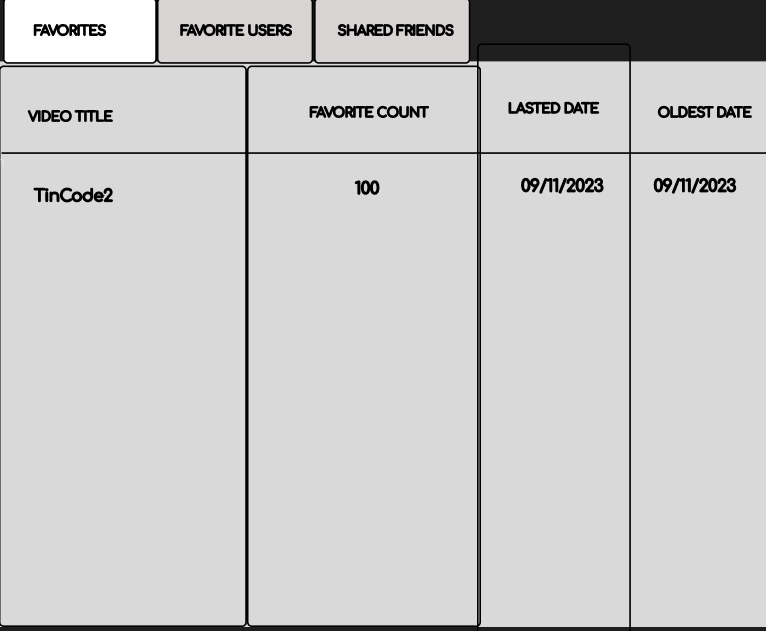 FAVORITES
FAVORITE USERS
SHARED FRIENDS
VIDEO TITLE
FAVORITE COUNT
LASTED DATE
OLDEST DATE
TinCode2
100
09/11/2023
09/11/2023